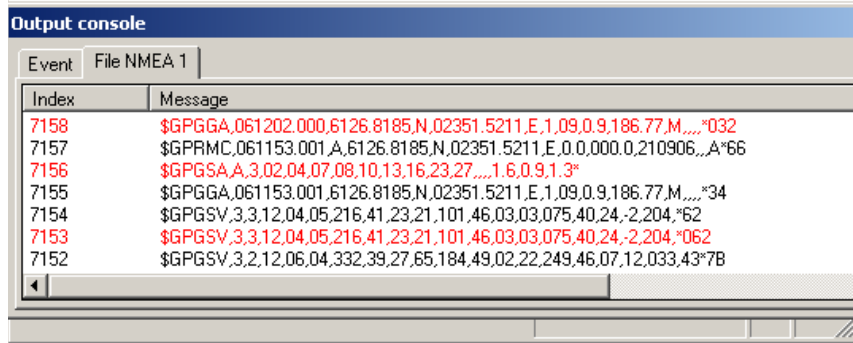 Output console
Event File NMEA 1
Index Message
7158 $GPGGA,061202.000,6126.8185,N,02351.5211,E,1,09,0.9,186.77,M,,,,*032
7157 $GPRMC,061153.001,A,6126.8185,N,02351.5211,E,0.0,000.0,210906,,,A*66
7156 $GPGSA,A,3,02,04,07,08,10,13,16,23,27,,,,1.6,0.9,1.3*
7155 $GPGGA,061153.001,6126.8185,N,02351.5211,E,1,09,0.9,186.77,M,,,,*34
7154 $GPGSV,3,3,12,04,05,216,41,23,21,101,46,03,03,075,40,24,-2,204,*62
7153 $GPGSV,3,3,12,04,05,216,41,23,21,101,46,03,03,075,40,24,-2,204,*062
7152 $GPGSV,3,2,12,06,04,332,39,27,65,184,49,02,22,249,46,07,12,033,43*7B